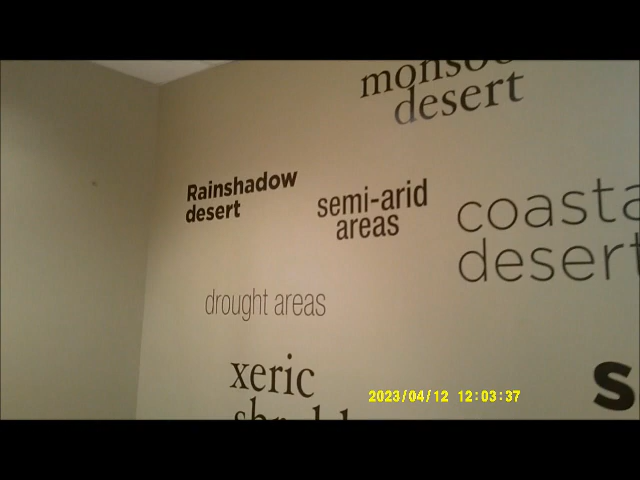 desert
Rainshadow
desert
semi-arid
areas
desert
drought areas
xeric
2023/04/12 12:03:37